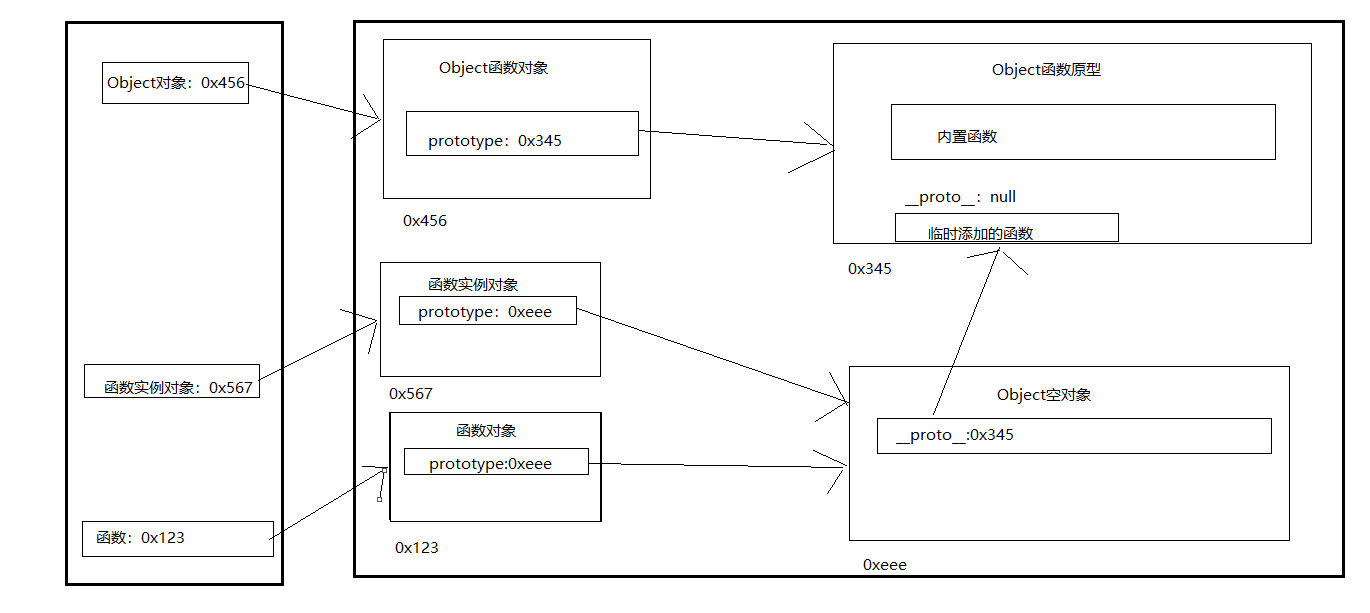 Object对象：0x456
函数实例对象：0x567
函数：0x123
Object函数对象
prototype：0x345
0x456
函数实例对象
prototype：0xeee
0x567
函数对象
prototype:0xeee
0x123
Object函数原型
内置函数
__proto__：null
临时添加的函数
0x345
Object空对象
__proto__:0x345
0xeee